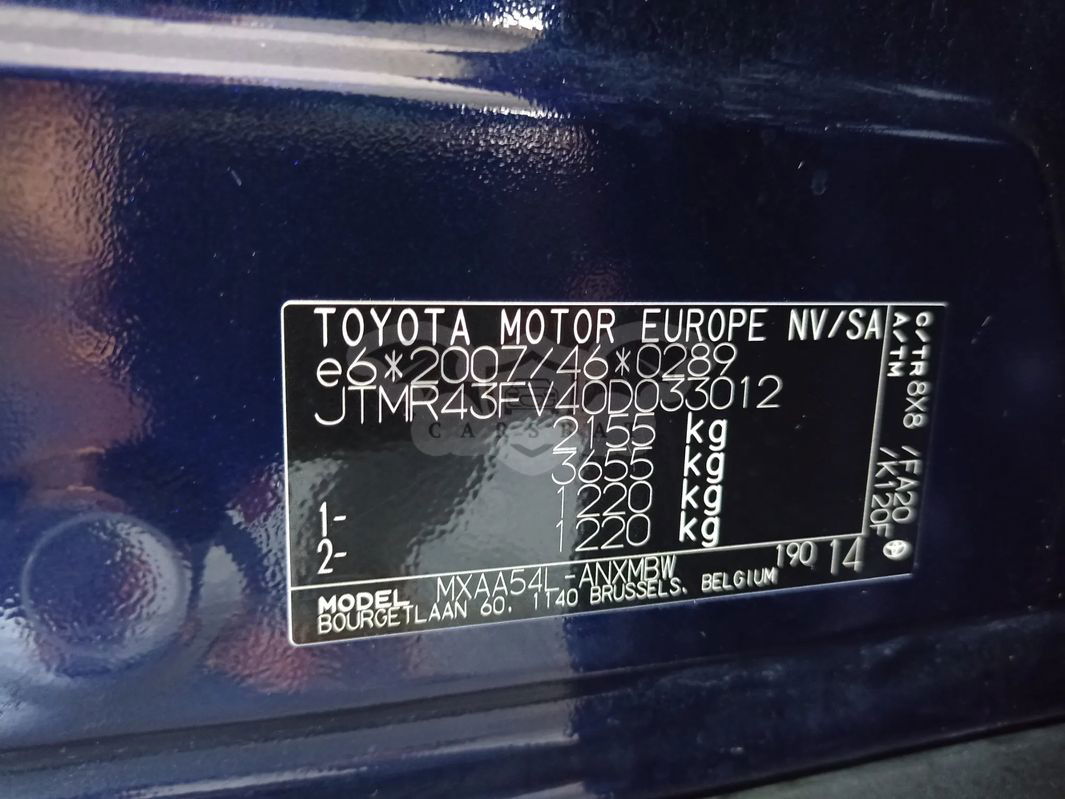 TOYOTA MOTOR EUROPE NV/SA
e6*2007/46*0289
JTMR43FV40D033012
2155 kg
3655 kg
1- 1220 kg
2- 1220 kg
C/TR 8X8 /FA20
A/TM /K120F
MODEL MXAA54L-ANXMBW 190 14
BOURGETLAAN 60, 1140 BRUSSELS, BELGIUM